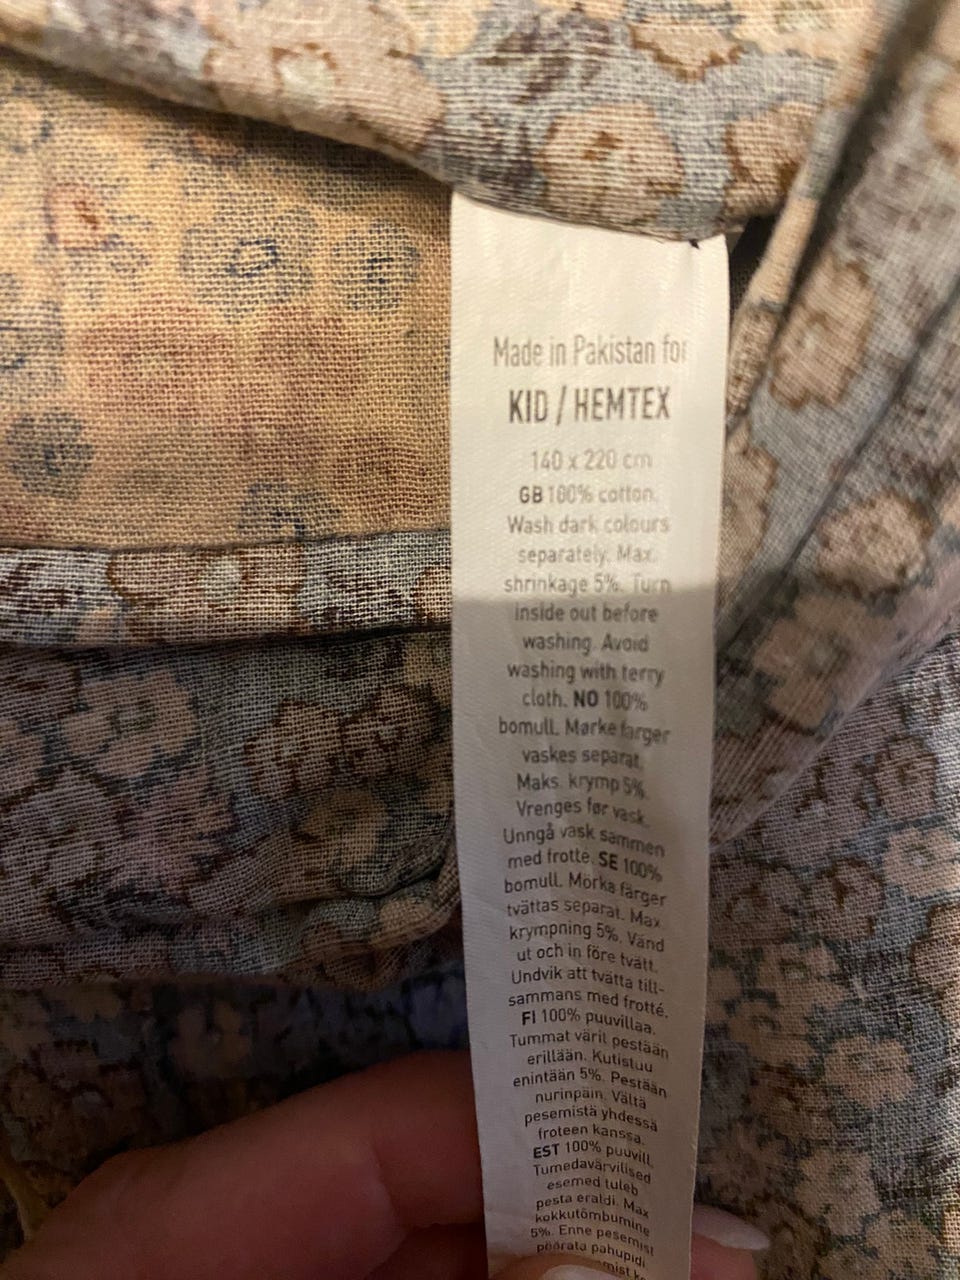 Made in Pakistan for
KID / HEMTEX
140 x 220 cm
GB 100% cotton.
Wash dark colours
separately. Max.
shrinkage 5%. Turn
inside out before
washing. Avoid
washing with terry
cloth. NO 100%
bomull. Mørke farger
vaskes separat.
Maks. krymp 5%.
Vrenges før vask.
Unngå vask sammen
med frotté. SE 100%
bomull. Mörka färger
tvättas separat. Max
krympning 5%. Vänd
ut och in före tvätt.
Undvik att tvätta till-
sammans med frotté.
FI 100% puuvillaa.
Tummat väril pestään
erillään. Kutistuu
enintään 5%. Pestään
nurinpäin. Vältä
pesemistä yhdessä
froteen kanssa.
EST 100% puuvill.
Tumedavärvilised
esemed tuleb
pesta eraldi. Max
kokkutõmbumine
5%. Enne pesemist
pöörata pahupidi